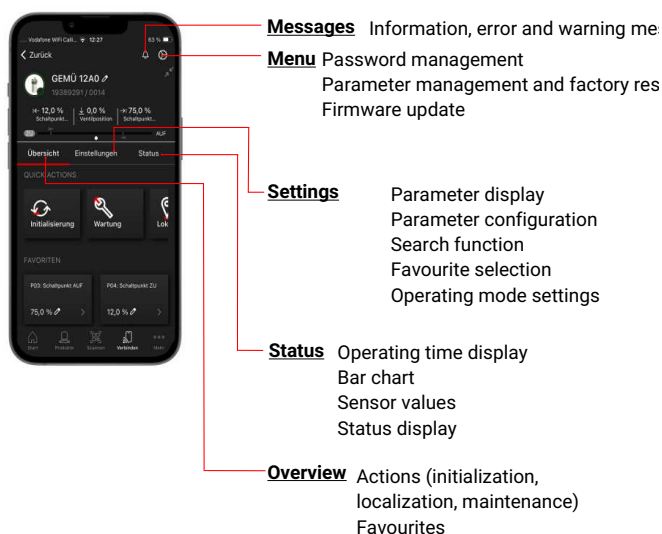 Vodafone WiFi Call... 12:27 63 %
Zurück
GEMÜ 12A0
19389291 / 0014
12,0 % 0,0 % 75,0 %
Schaltpunkt... Ventilposition Schaltpunkt...
ZU AUF
Übersicht Einstellungen Status
QUICK ACTIONS
Initialisierung Wartung Lok
FAVORITEN
P03: Schaltpunkt AUF P04: Schaltpunkt ZU
75,0 % 12,0 %
Start Produkte Scannen Verbinden Mehr
Messages Information, error and warning mes
Menu Password management
Parameter management and factory res
Firmware update
Settings Parameter display
Parameter configuration
Search function
Favourite selection
Operating mode settings
Status Operating time display
Bar chart
Sensor values
Status display
Overview Actions (initialization,
localization, maintenance)
Favourites